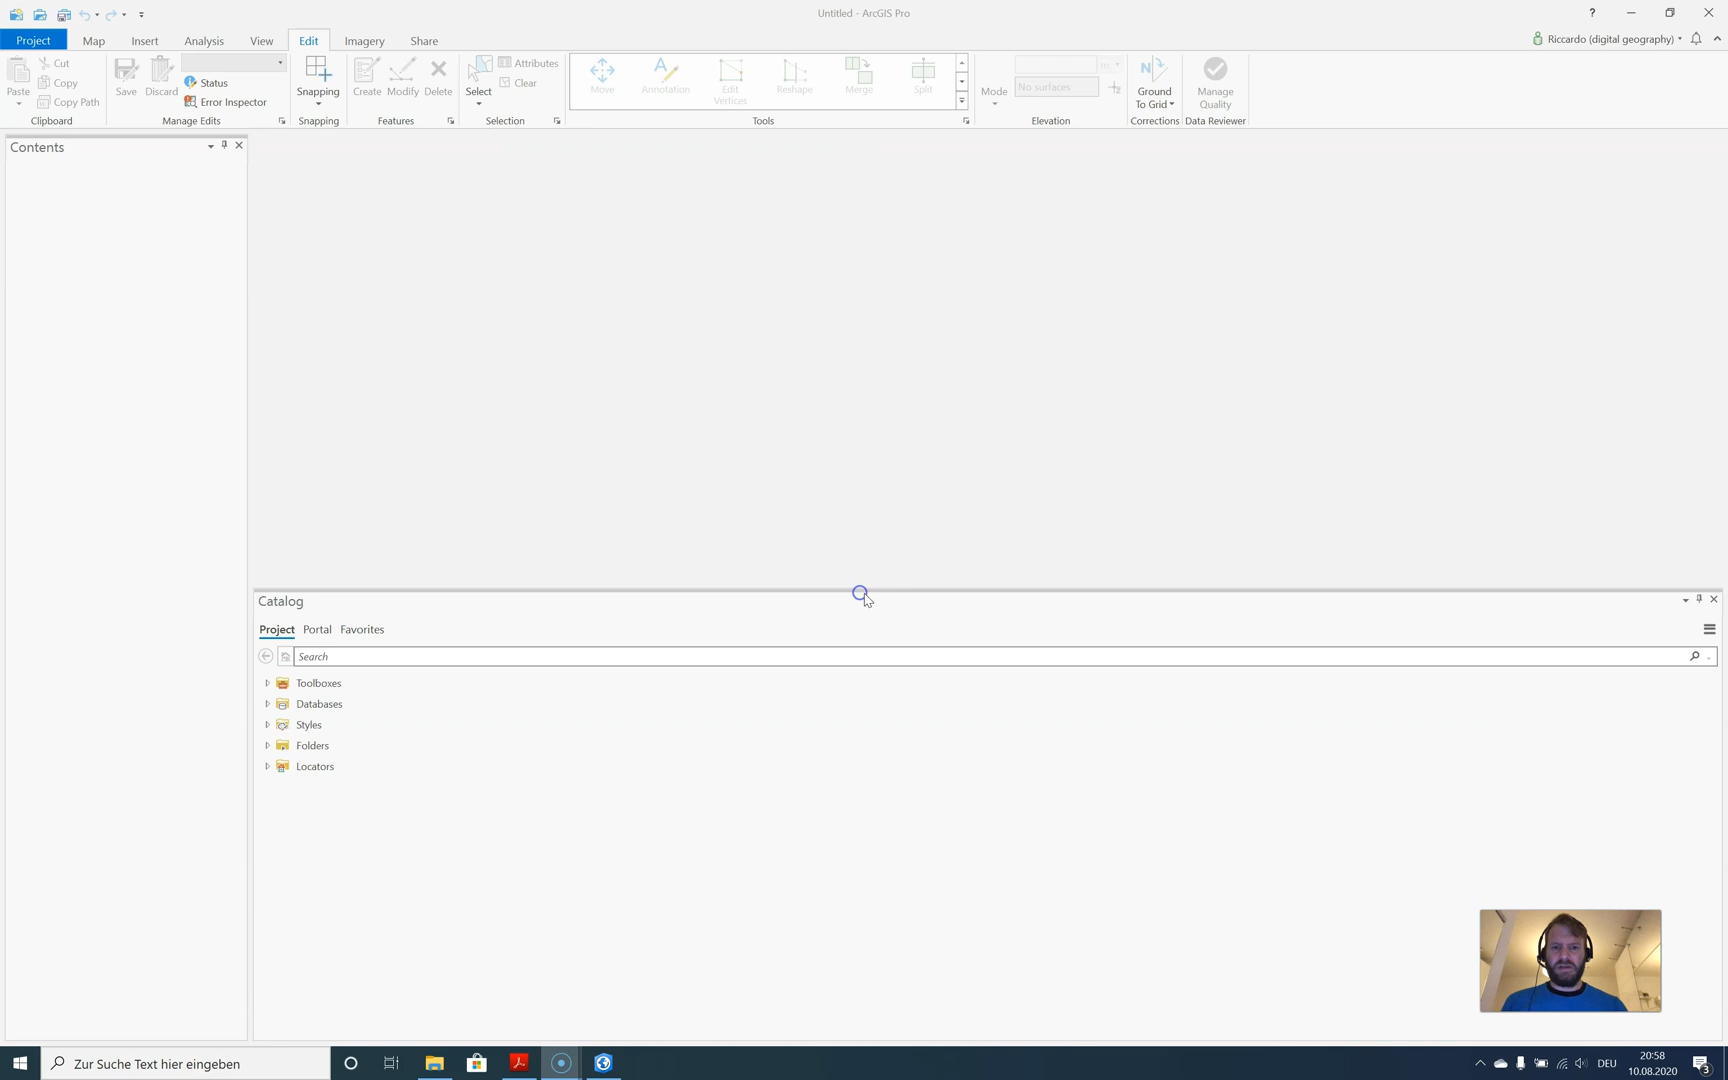 Untitled - ArcGIS Pro
?
Project Map Insert Analysis View Edit Imagery Share
Riccardo (digital geography)
Paste
Cut
Copy
Copy Path
Clipboard
Save
Discard
Status
Error Inspector
Manage Edits
Snapping
Snapping
Create
Modify
Delete
Features
Select
Attributes
Clear
Selection
Move
Annotation
Edit
Vertices
Reshape
Merge
Split
Tools
Mode
m
No surfaces
Elevation
Ground
To Grid
Corrections
Manage
Quality
Data Reviewer
Contents
Catalog
Project Portal Favorites
Search
Toolboxes
Databases
Styles
Folders
Locators
Zur Suche Text hier eingeben
DEU
20:58
10.08.2020
3